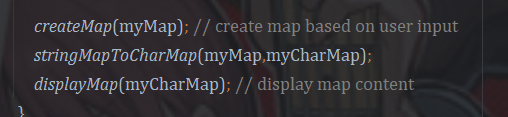 createMap(myMap); // create map based on user input
stringMapToCharMap(myMap,myCharMap);
displayMap(myCharMap); // display map content
}